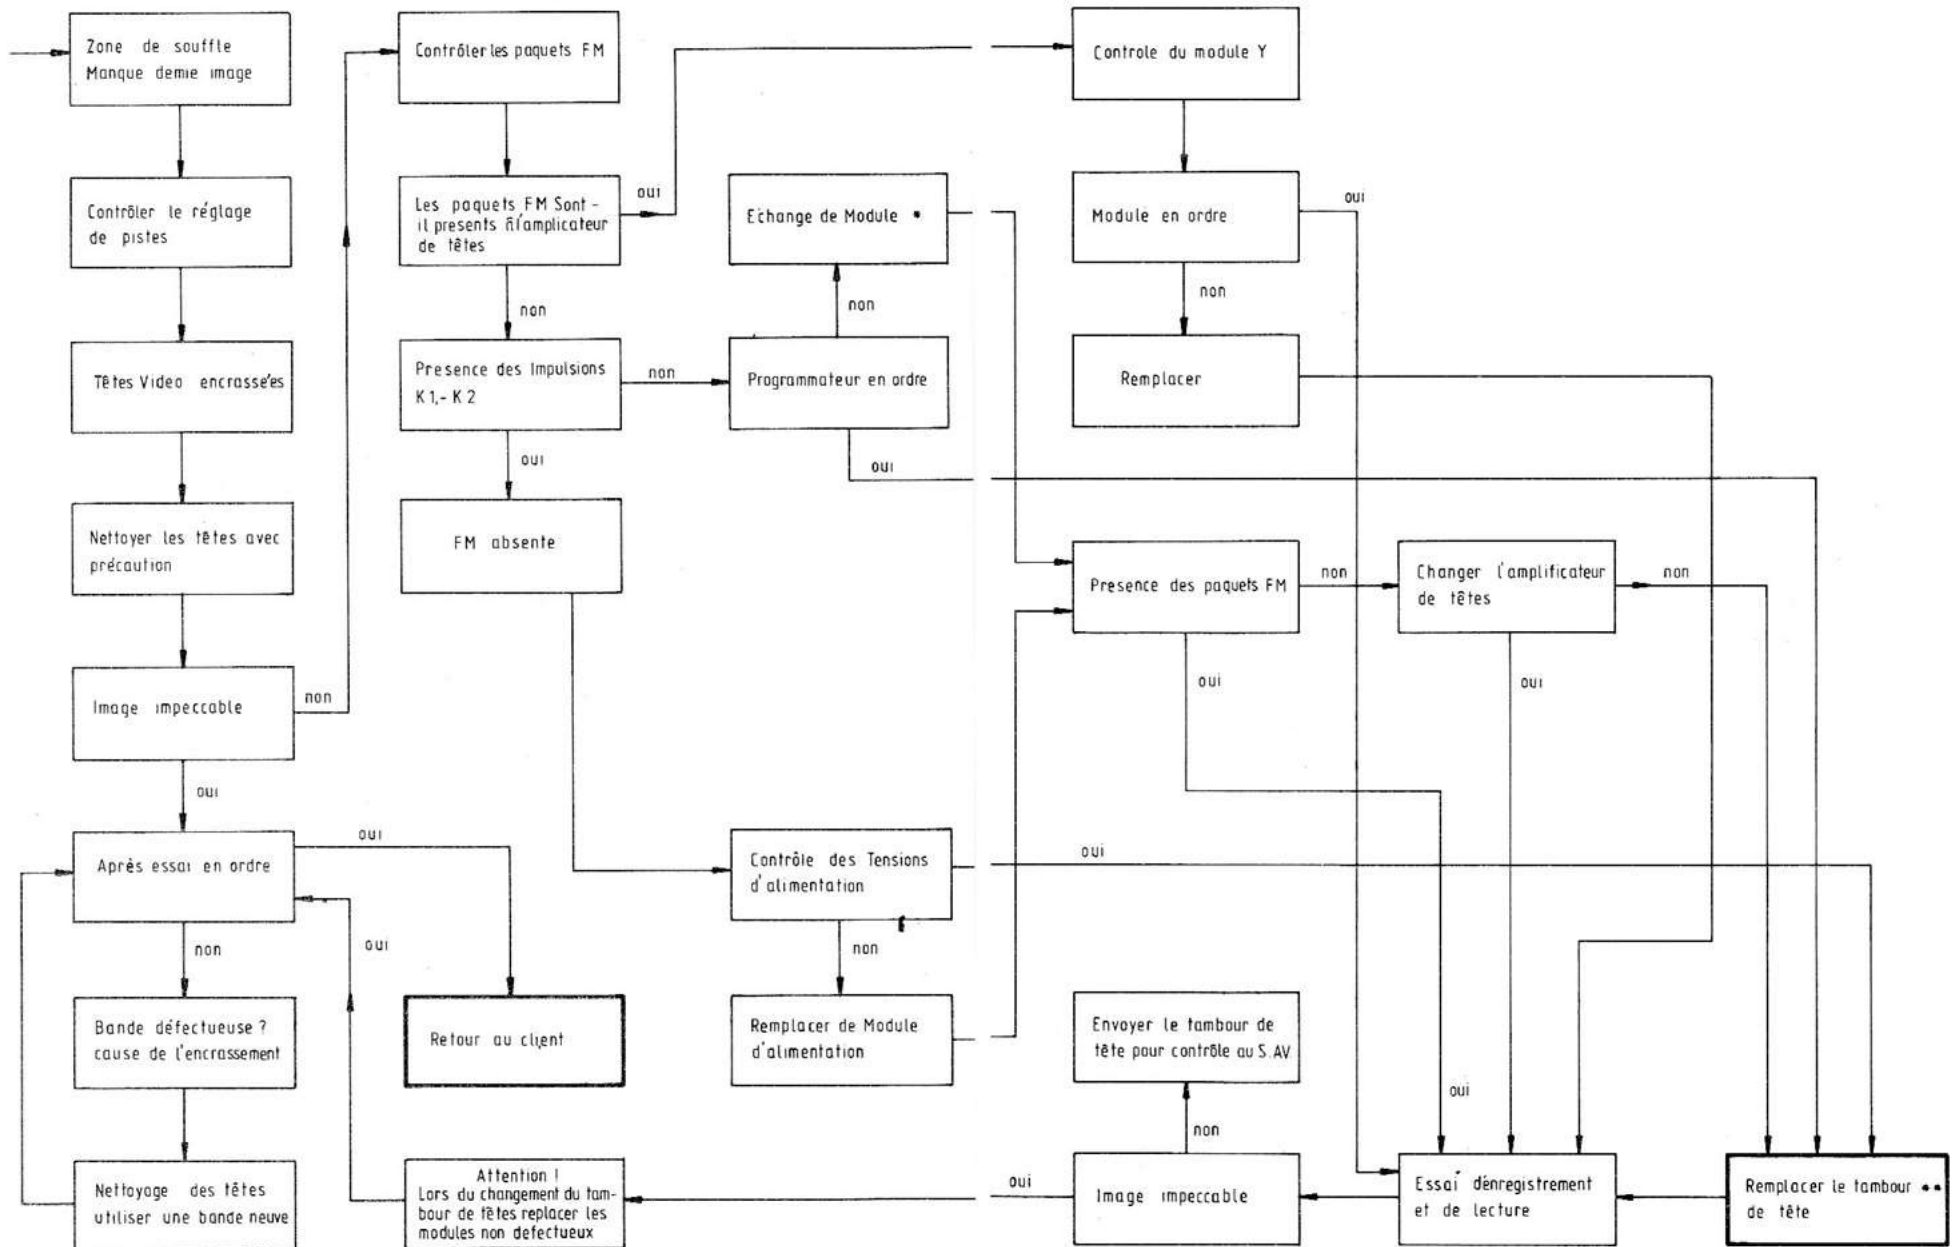 Zone de souffle
Manque demie image
Contrôler le réglage
de pistes
Têtes Video encrassées
Nettoyer les têtes avec
précaution
Image impeccable
non
oui
Après essai en ordre
oui
non
Bande défectueuse ?
cause de l'encrassement
Nettoyage des têtes
utiliser une bande neuve
Contrôler les paquets FM
Les paquets FM Sont -
il presents à l'amplicateur
de têtes
oui
non
Presence des Impulsions
K1,- K2
non
oui
FM absente
Retour au client
oui
Attention !
Lors du changement du tam-
bour de têtes replacer les
modules non defectueux
Echange de Module *
non
Programmateur en ordre
oui
Contrôle des Tensions
d'alimentation
oui
non
Remplacer de Module
d'alimentation
Controle du module Y
Module en ordre
oui
non
Remplacer
Presence des paquets FM
non
oui
Changer l'amplificateur
de têtes
non
oui
Envoyer le tambour de
tête pour contrôle au S.AV
non
oui
Image impeccable
oui
Essaí dénregistrement
et de lecture
Remplacer le tambour **
de tête